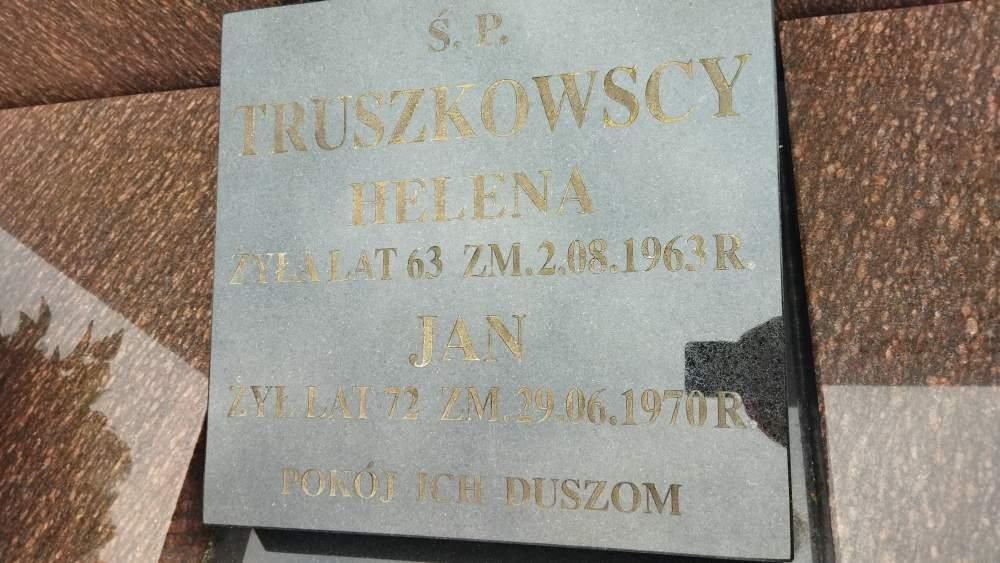 Ś. P.
TRUSZKOWSCY
HELENA
ŻYŁA LAT 63 ZM. 2.08.1963 R.
JAN
ŻYŁ LAT 72 ZM. 29.06.1970 R.
POKÓJ ICH DUSZOM